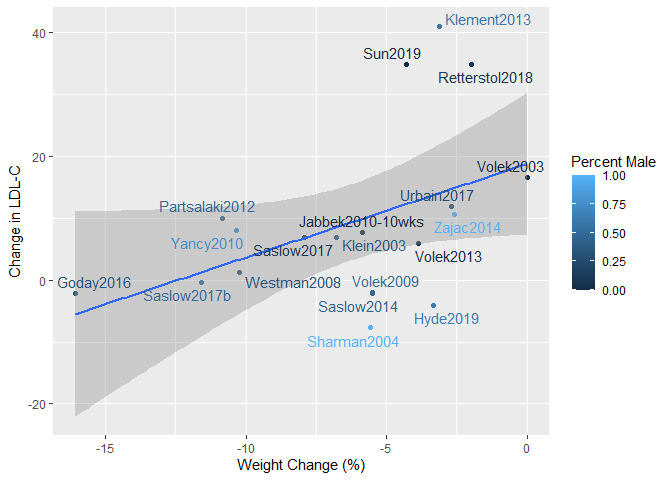 Klement2013
Sun2019
Retterstol2018
Volek2003
Urbain2017
Partsalaki2012
Jabbek2010-10wks
Zajac2014
Yancy2010
Saslow2017
Klein2003
Volek2013
Goday2016
Westman2008
Volek2009
Saslow2017b
Saslow2014
Hyde2019
Sharman2004
40
20
0
-20
-15
-10
-5
0
Change in LDL-C
Weight Change (%)
Percent Male
1.00
0.75
0.50
0.25
0.00